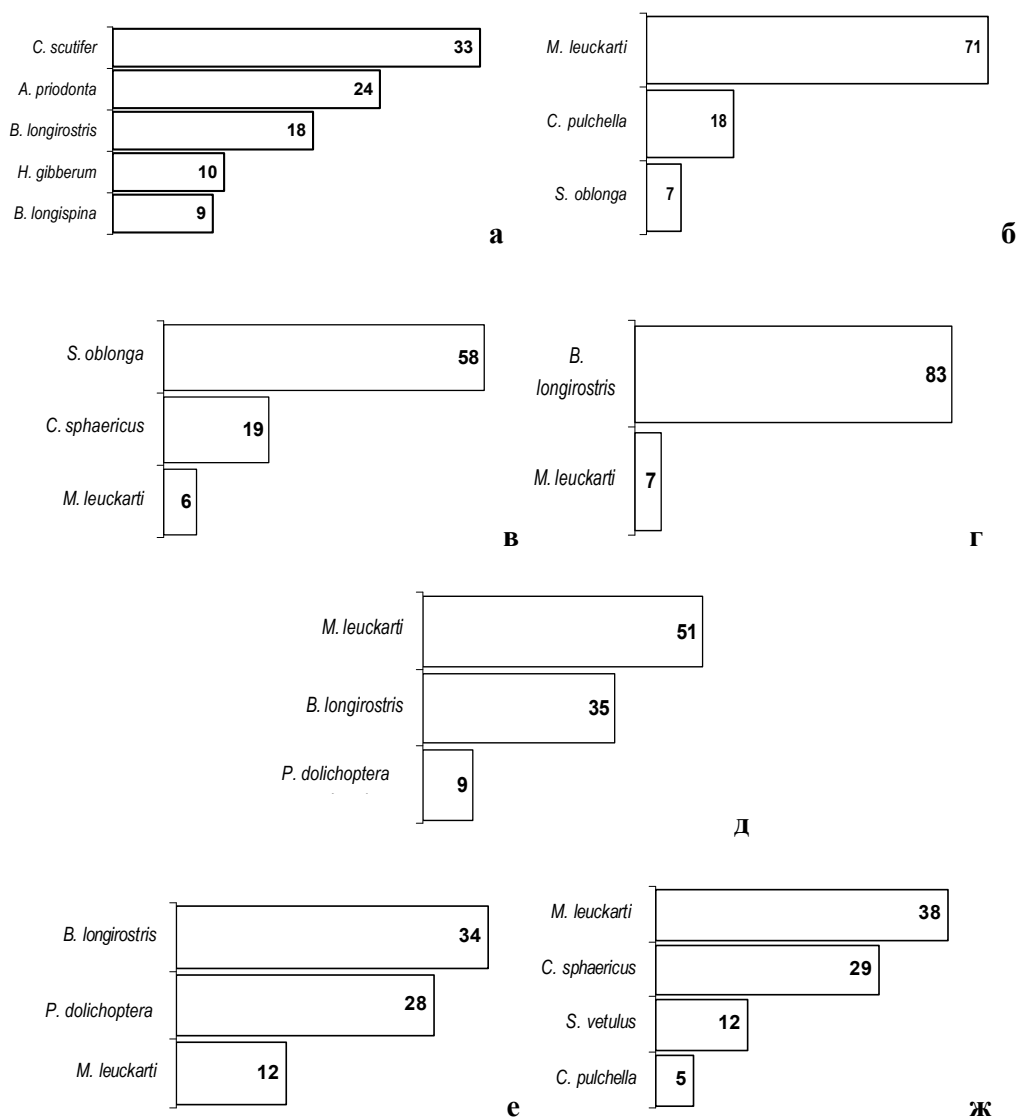 C. scutifer 33
A. priodonta 24
B. longirostris 18
H. gibberum 10
B. longispina 9
а
M. leuckarti 71
C. pulchella 18
S. oblonga 7
б
S. oblonga 58
C. sphaericus 19
M. leuckarti 6
в
B.
longirostris 83
M. leuckarti 7
г
M. leuckarti 51
B. longirostris 35
P. dolichoptera 9
д
B. longirostris 34
P. dolichoptera 28
M. leuckarti 12
е
M. leuckarti 38
C. sphaericus 29
S. vetulus 12
C. pulchella 5
ж